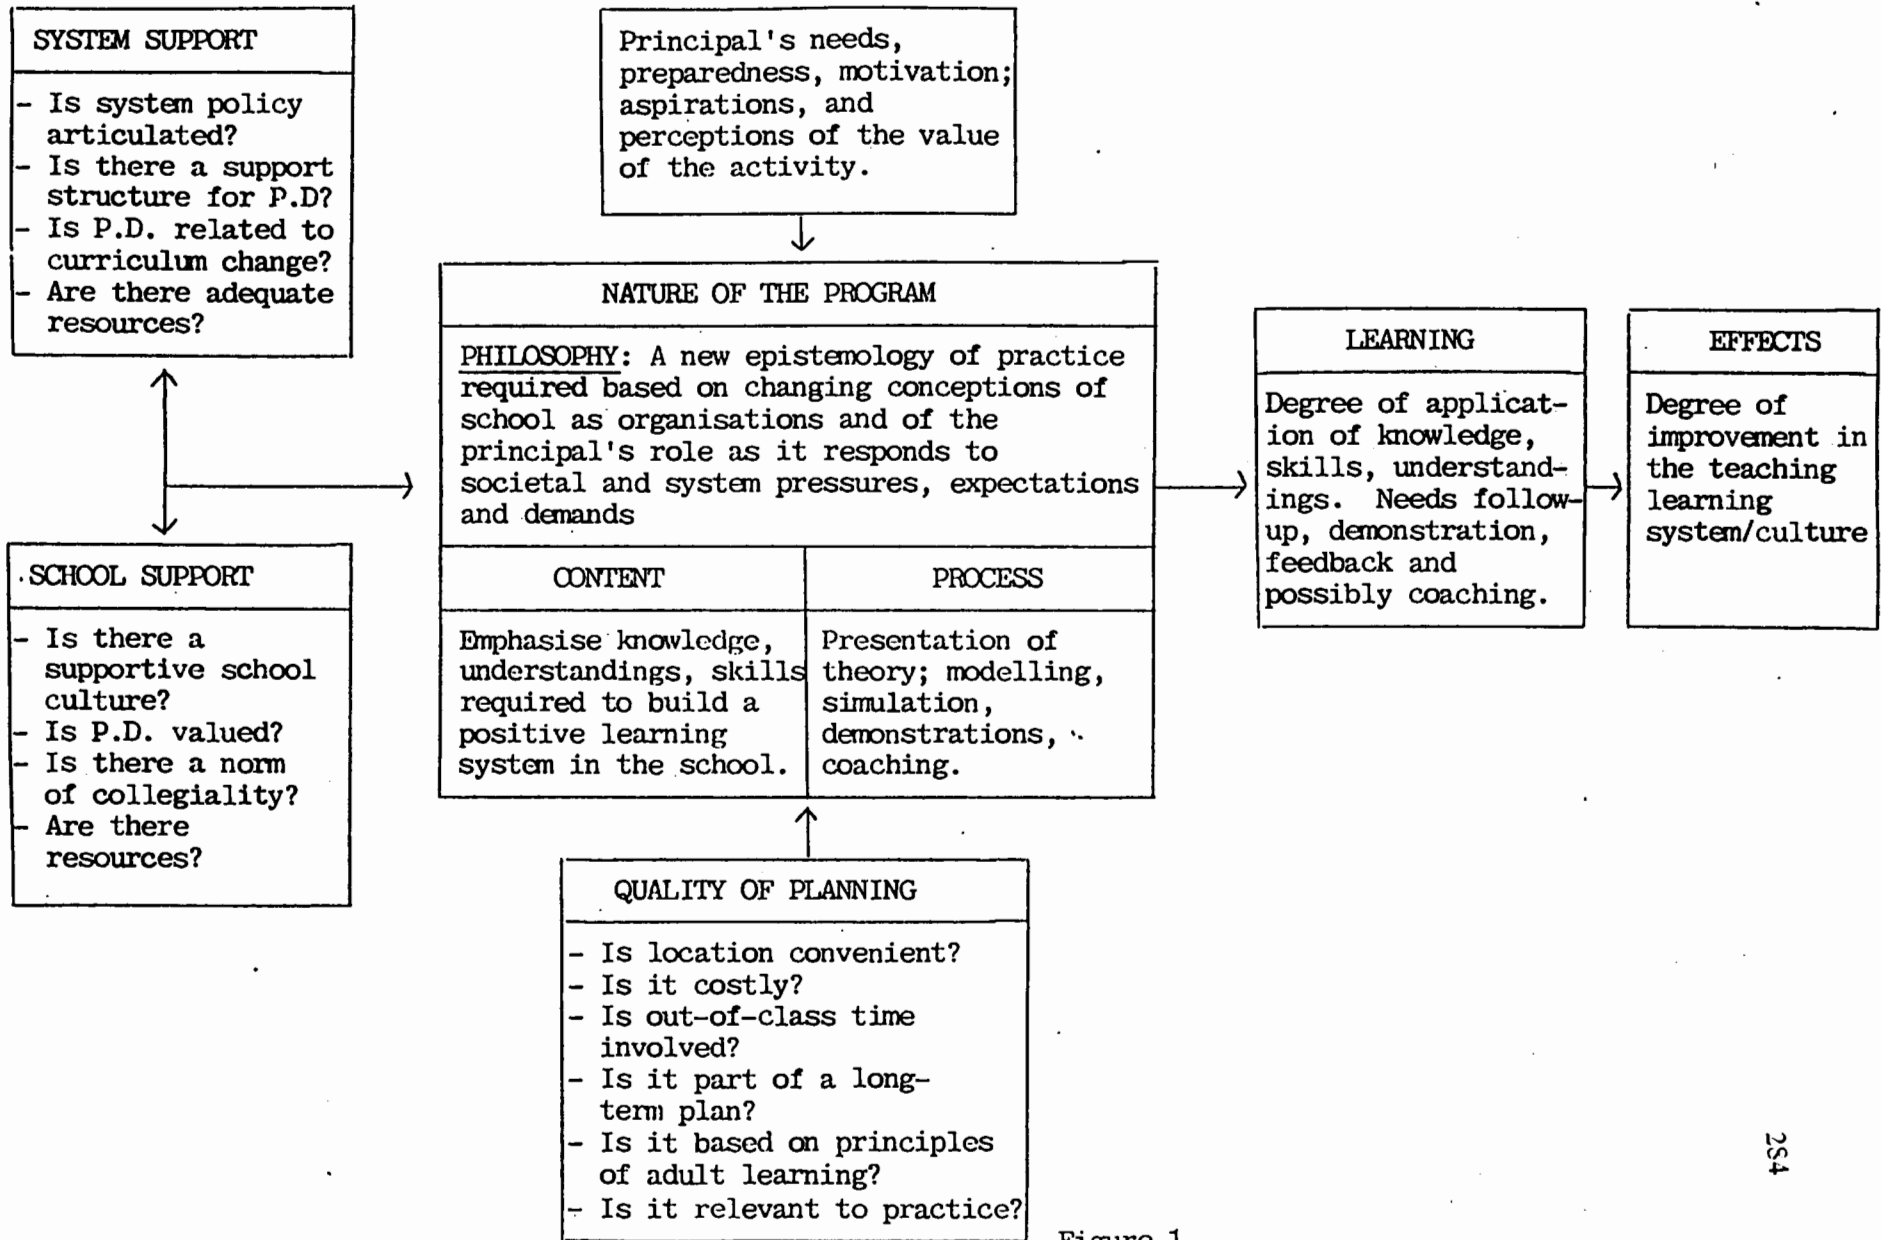 SYSTEM SUPPORT
- Is system policy
articulated?
- Is there a support
structure for P.D?
- Is P.D. related to
curriculum change?
- Are there adequate
resources?
Principal's needs,
preparedness, motivation;
aspirations, and
perceptions of the value
of the activity.
NATURE OF THE PROGRAM
PHILOSOPHY: A new epistemology of practice
required based on changing conceptions of
school as organisations and of the
principal's role as it responds to
societal and system pressures, expectations
and demands
CONTENT
Emphasise knowledge,
understandings, skills
required to build a
positive learning
system in the school.
PROCESS
Presentation of
theory; modelling,
simulation,
demonstrations,
coaching.
LEARNING
Degree of applicat-
ion of knowledge,
skills, understand-
ings. Needs follow-
up, demonstration,
feedback and
possibly coaching.
EFFECTS
Degree of
improvement in
the teaching
learning
system/culture
SCHOOL SUPPORT
- Is there a
supportive school
culture?
- Is P.D. valued?
- Is there a norm
of collegiality?
- Are there
resources?
QUALITY OF PLANNING
- Is location convenient?
- Is it costly?
- Is out-of-class time
involved?
- Is it part of a long-
term plan?
- Is it based on principles
of adult learning?
- Is it relevant to practice?
Figure 1
284